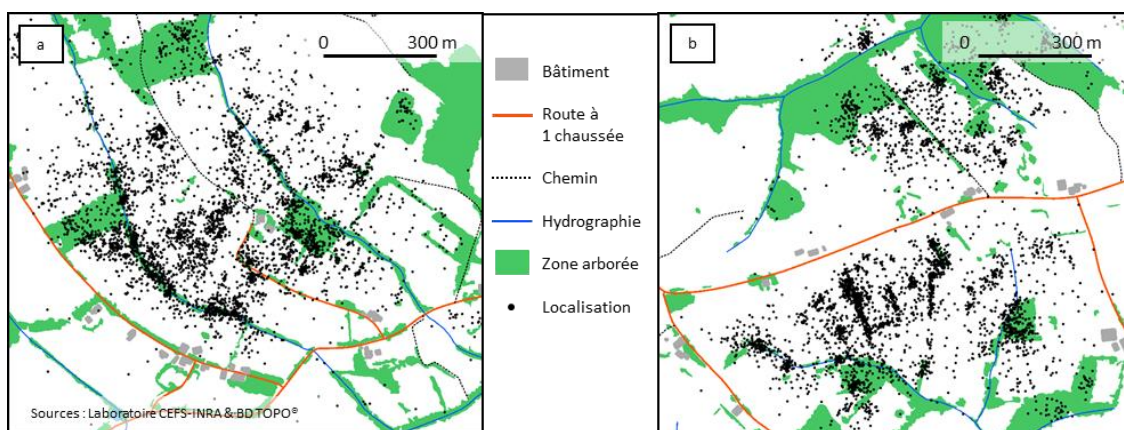 a
0 300 m
Bâtiment
Route à
1 chaussée
Chemin
Hydrographie
Zone arborée
Localisation
Sources : Laboratoire CEFS-INRA & BD TOPO®
b
0 300 m